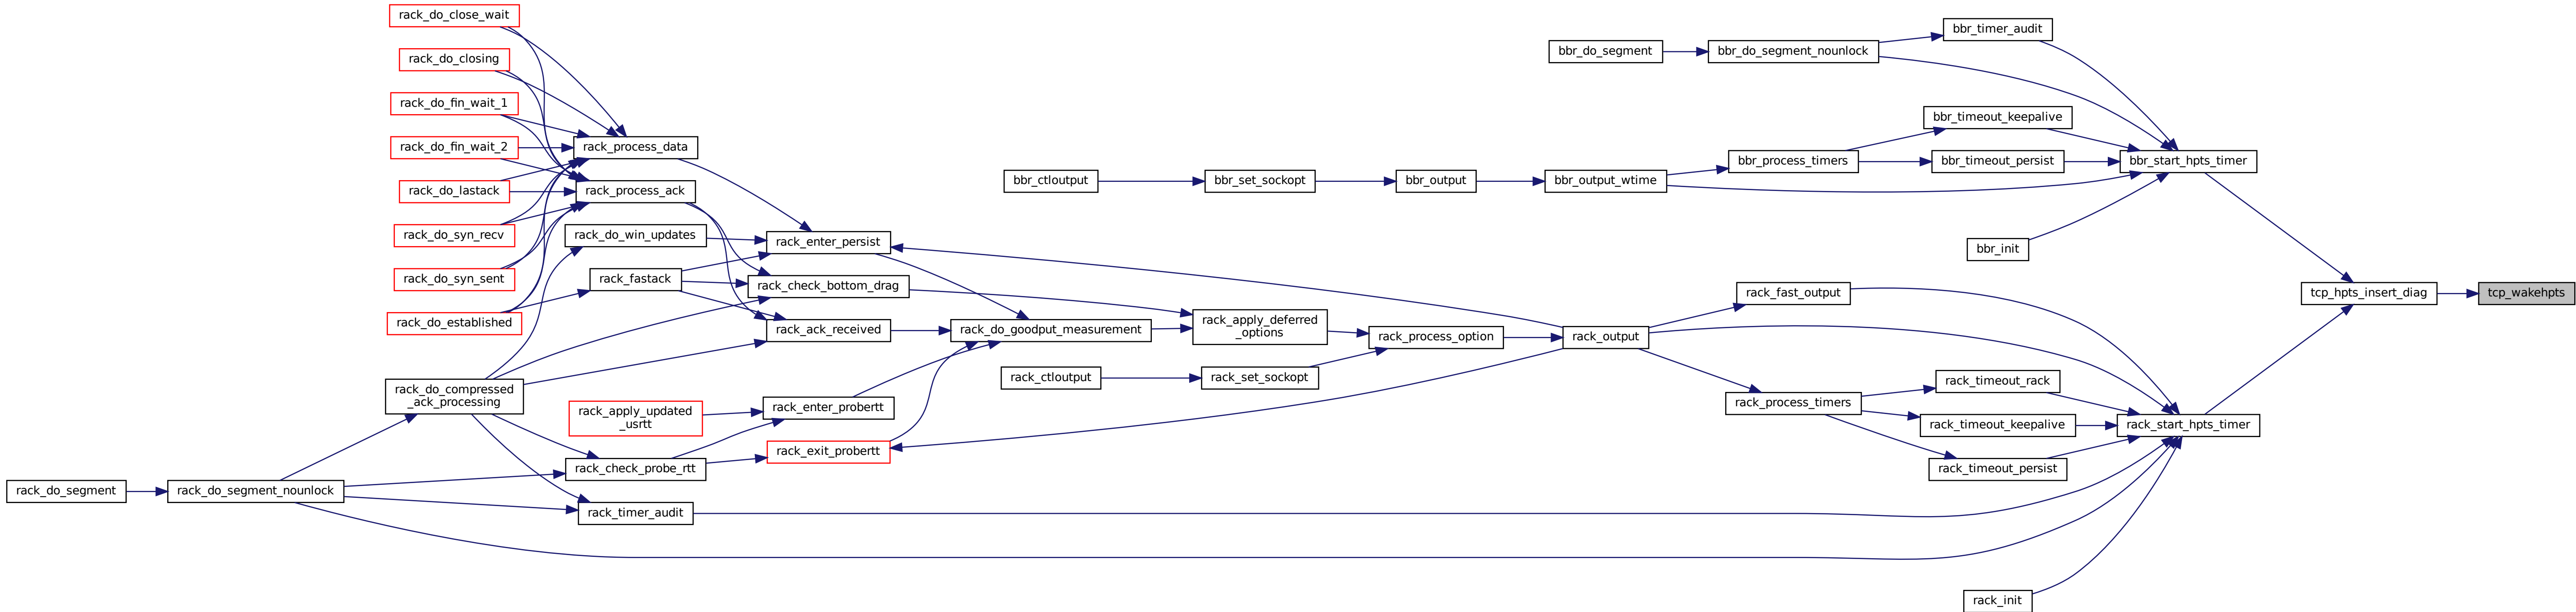 rack_do_close_wait
rack_do_closing
rack_do_fin_wait_1
rack_do_fin_wait_2
rack_do_lastack
rack_do_syn_recv
rack_do_syn_sent
rack_do_established
rack_do_compressed
_ack_processing
rack_do_segment
rack_do_segment_nounlock
rack_process_data
rack_process_ack
rack_do_win_updates
rack_fastack
rack_apply_updated
_usrtt
rack_check_probe_rtt
rack_timer_audit
rack_enter_persist
rack_check_bottom_drag
rack_ack_received
rack_enter_probertt
rack_exit_probertt
rack_do_goodput_measurement
rack_ctloutput
bbr_ctloutput
rack_apply_deferred
_options
rack_set_sockopt
bbr_set_sockopt
rack_process_option
bbr_output
bbr_do_segment
bbr_output_wtime
rack_output
bbr_do_segment_nounlock
bbr_process_timers
rack_fast_output
rack_process_timers
bbr_timer_audit
bbr_timeout_keepalive
bbr_timeout_persist
bbr_init
rack_timeout_rack
rack_timeout_keepalive
rack_timeout_persist
rack_init
bbr_start_hpts_timer
rack_start_hpts_timer
tcp_hpts_insert_diag
tcp_wakehpts